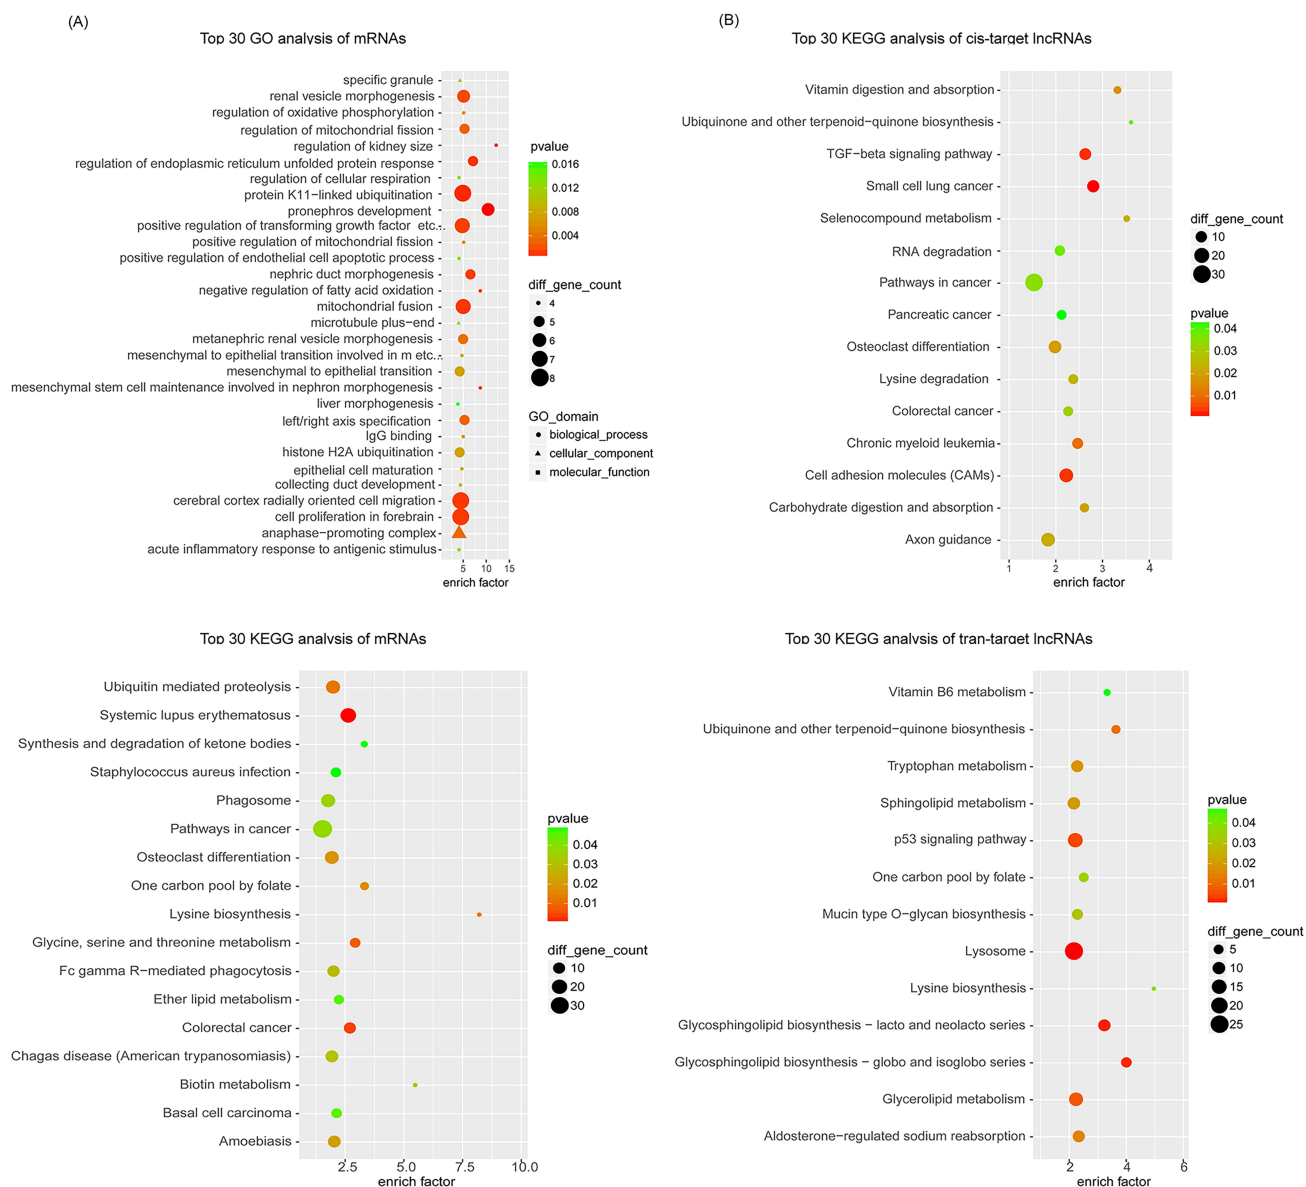 (A)
Top 30 GO analysis of mRNAs
specific granule
renal vesicle morphogenesis
regulation of oxidative phosphorylation
regulation of mitochondrial fission
regulation of kidney size
regulation of endoplasmic reticulum unfolded protein response
regulation of cellular respiration
protein K11−linked ubiquitination
pronephros development
positive regulation of transforming growth factor etc..
positive regulation of mitochondrial fission
positive regulation of endothelial cell apoptotic process
nephric duct morphogenesis
negative regulation of fatty acid oxidation
mitochondrial fusion
microtubule plus−end
metanephric renal vesicle morphogenesis
mesenchymal to epithelial transition involved in m etc..
mesenchymal to epithelial transition
mesenchymal stem cell maintenance involved in nephron morphogenesis
liver morphogenesis
left/right axis specification
IgG binding
histone H2A ubiquitination
epithelial cell maturation
collecting duct development
cerebral cortex radially oriented cell migration
cell proliferation in forebrain
anaphase−promoting complex
acute inflammatory response to antigenic stimulus
5 10 15
enrich factor
pvalue
0.016
0.012
0.008
0.004
diff_gene_count
4
5
6
7
8
GO_domain
biological_process
cellular_component
molecular_function
(B)
Top 30 KEGG analysis of cis-target lncRNAs
Vitamin digestion and absorption
Ubiquinone and other terpenoid−quinone biosynthesis
TGF−beta signaling pathway
Small cell lung cancer
Selenocompound metabolism
RNA degradation
Pathways in cancer
Pancreatic cancer
Osteoclast differentiation
Lysine degradation
Colorectal cancer
Chronic myeloid leukemia
Cell adhesion molecules (CAMs)
Carbohydrate digestion and absorption
Axon guidance
1 2 3 4
enrich factor
diff_gene_count
10
20
30
pvalue
0.04
0.03
0.02
0.01
Top 30 KEGG analysis of mRNAs
Ubiquitin mediated proteolysis
Systemic lupus erythematosus
Synthesis and degradation of ketone bodies
Staphylococcus aureus infection
Phagosome
Pathways in cancer
Osteoclast differentiation
One carbon pool by folate
Lysine biosynthesis
Glycine, serine and threonine metabolism
Fc gamma R−mediated phagocytosis
Ether lipid metabolism
Colorectal cancer
Chagas disease (American trypanosomiasis)
Biotin metabolism
Basal cell carcinoma
Amoebiasis
2.5 5.0 7.5 10.0
enrich factor
pvalue
0.04
0.03
0.02
0.01
diff_gene_count
10
20
30
Top 30 KEGG analysis of tran-target lncRNAs
Vitamin B6 metabolism
Ubiquinone and other terpenoid−quinone biosynthesis
Tryptophan metabolism
Sphingolipid metabolism
p53 signaling pathway
One carbon pool by folate
Mucin type O−glycan biosynthesis
Lysosome
Lysine biosynthesis
Glycosphingolipid biosynthesis − lacto and neolacto series
Glycosphingolipid biosynthesis − globo and isoglobo series
Glycerolipid metabolism
Aldosterone−regulated sodium reabsorption
2 4 6
enrich factor
pvalue
0.04
0.03
0.02
0.01
diff_gene_count
5
10
15
20
25